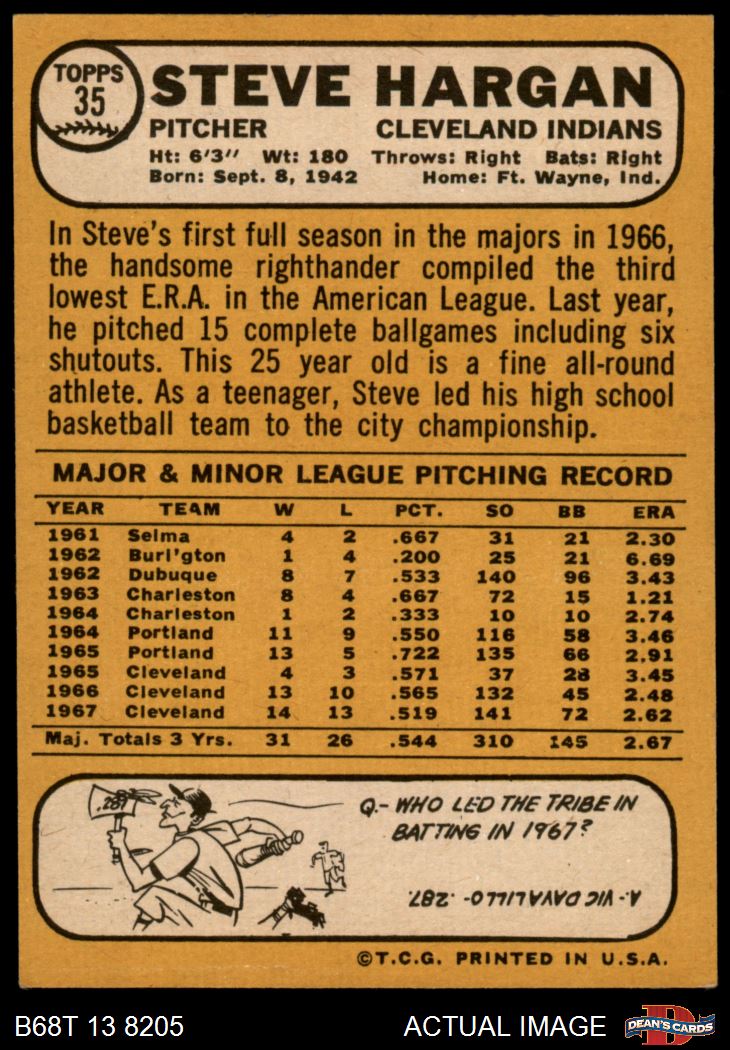 TOPPS
35
STEVE HARGAN
PITCHER CLEVELAND INDIANS
Ht: 6'3" Wt: 180 Throws: Right Bats: Right
Born: Sept. 8, 1942 Home: Ft. Wayne, Ind.
In Steve's first full season in the majors in 1966,
the handsome righthander compiled the third
lowest E.R.A. in the American League. Last year,
he pitched 15 complete ballgames including six
shutouts. This 25 year old is a fine all-round
athlete. As a teenager, Steve led his high school
basketball team to the city championship.
MAJOR & MINOR LEAGUE PITCHING RECORD
YEAR TEAM W L PCT. SO BB ERA
1961 Selma 4 2 .667 31 21 2.30
1962 Burl'gton 1 4 .200 25 21 6.69
1962 Dubuque 8 7 .533 140 96 3.43
1963 Charleston 8 4 .667 72 15 1.21
1964 Charleston 1 2 .333 10 10 2.74
1964 Portland 11 9 .550 116 58 3.46
1965 Portland 13 5 .722 135 66 2.91
1965 Cleveland 4 3 .571 37 28 3.45
1966 Cleveland 13 10 .565 132 45 2.48
1967 Cleveland 14 13 .519 141 72 2.62
Maj. Totals 3 Yrs. 31 26 .544 310 145 2.67
.287
Q.- WHO LED THE TRIBE IN
BATTING IN 1967?
A.- VIC DAVALILLO- .287.
©T.C.G. PRINTED IN U.S.A.
B68T 13 8205 ACTUAL IMAGE
D
DEAN'S CARDS